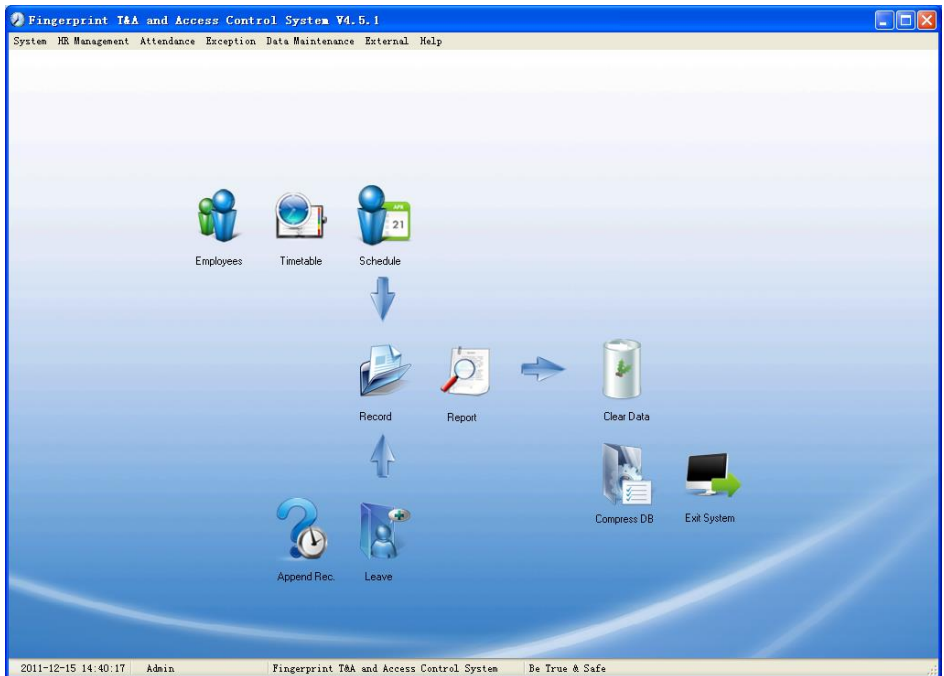 Fingerprint T&A and Access Control System V4.5.1
System HR Management Attendance Exception Data Maintenance External Help
APR
21
Employees Timetable Schedule
Record Report Clear Data
Compress DB Exit System
Append Rec. Leave
2011-12-15 14:40:17 Admin Fingerprint T&A and Access Control System Be True & Safe